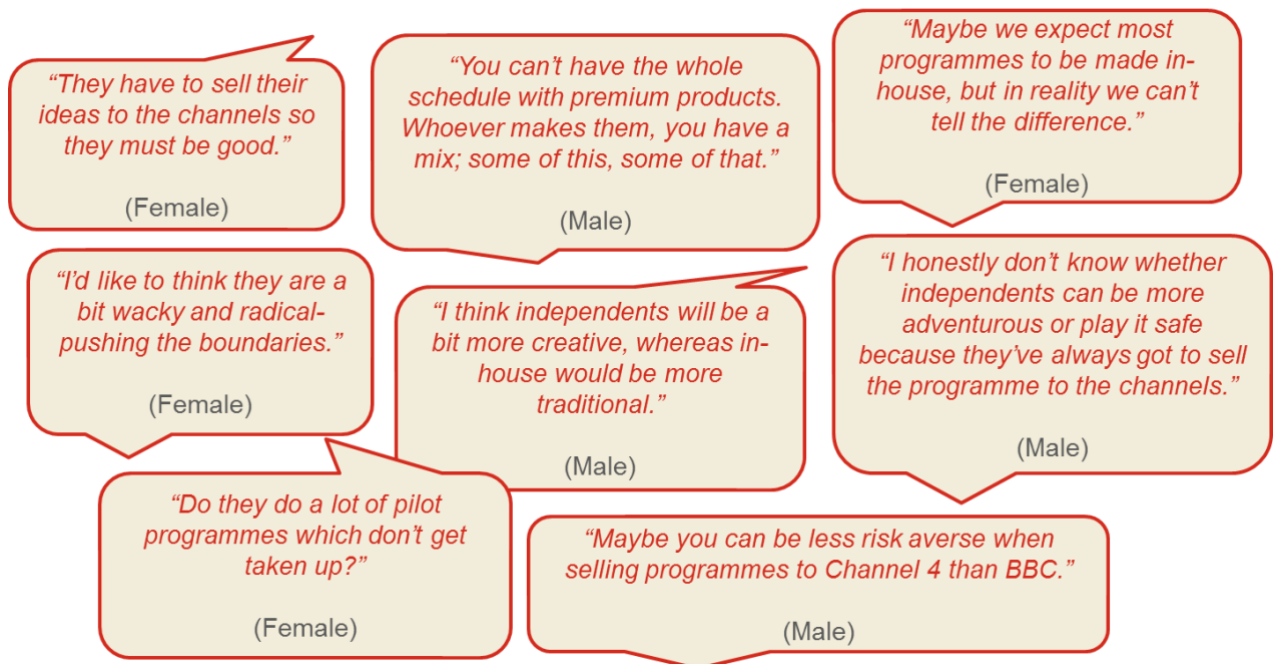 “They have to sell their
ideas to the channels so
they must be good.”
(Female)
“You can’t have the whole
schedule with premium products.
Whoever makes them, you have a
mix; some of this, some of that.”
(Male)
“Maybe we expect most
programmes to be made in-
house, but in reality we can’t
tell the difference.”
(Female)
“I’d like to think they are a
bit wacky and radical-
pushing the boundaries.”
(Female)
“I think independents will be a
bit more creative, whereas in-
house would be more
traditional.”
(Male)
“I honestly don’t know whether
independents can be more
adventurous or play it safe
because they’ve always got to sell
the programme to the channels.”
(Male)
“Do they do a lot of pilot
programmes which don’t get
taken up?”
(Female)
“Maybe you can be less risk averse when
selling programmes to Channel 4 than BBC.”
(Male)